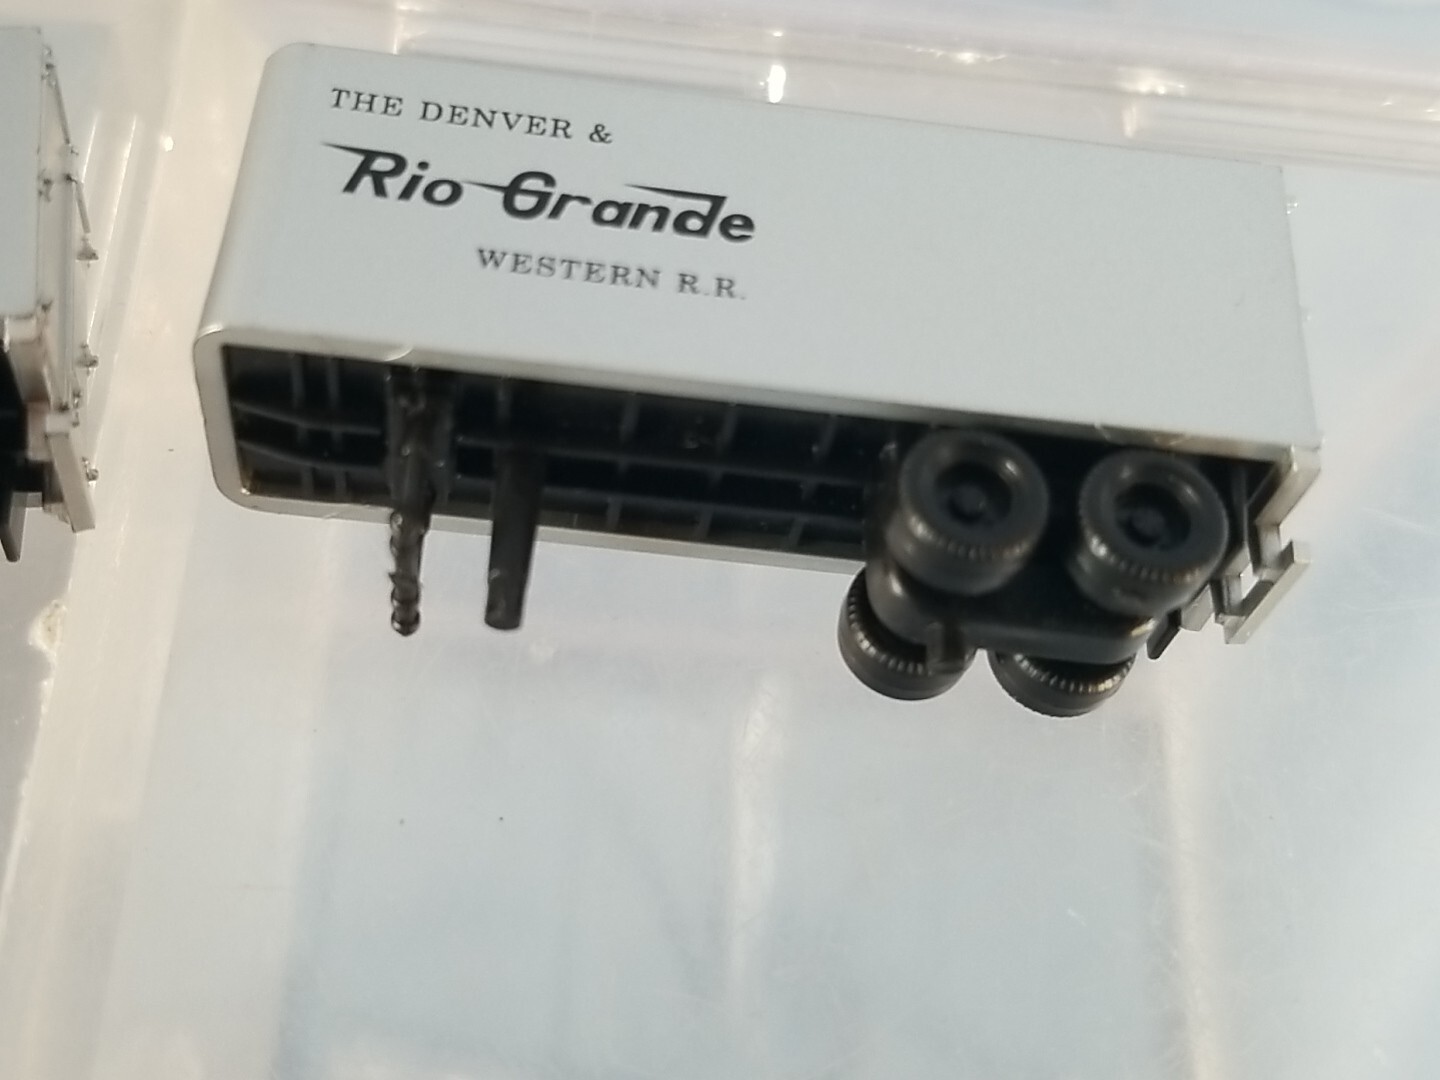 THE DENVER &
Rio Grande
WESTERN R.R.